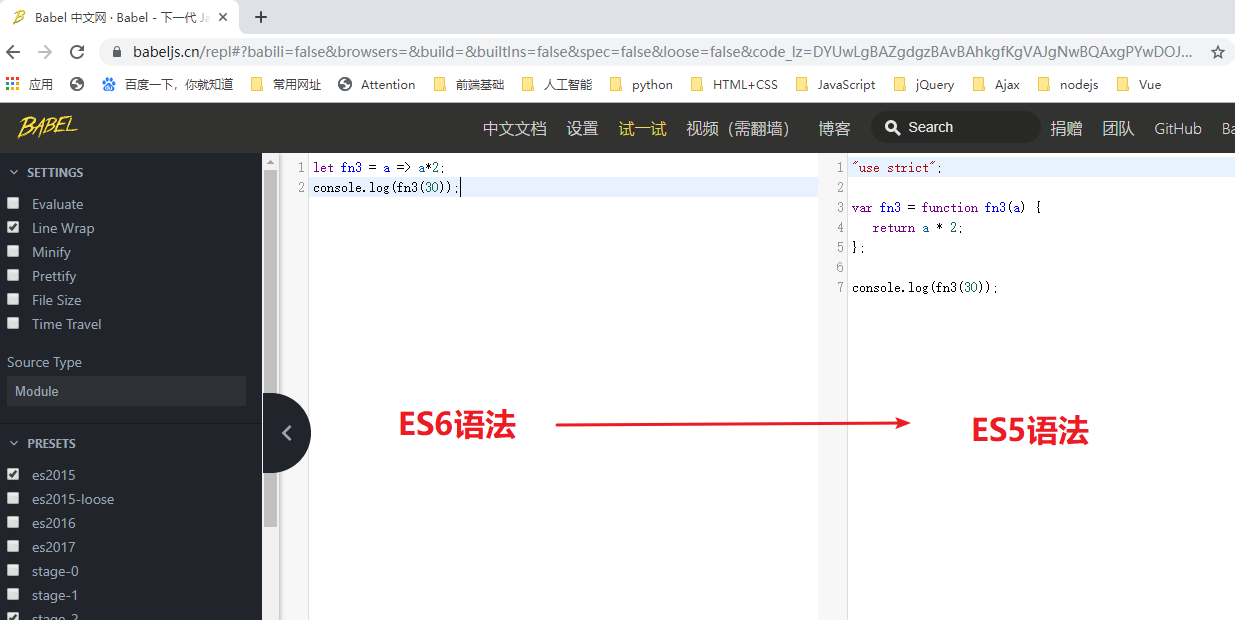 Babel 中文网 · Babel - 下一代 Ja
babeljs.cn/repl#?babili=false&browsers=&build=&builtIns=false&spec=false&loose=false&code_lz=DYUwLgBAZgdgzBAvBAhkgfKgVAJgNwBQAxgPYwDOJ...
应用
百度一下，你就知道
常用网址
Attention
前端基础
人工智能
python
HTML+CSS
JavaScript
jQuery
Ajax
nodejs
Vue
BABEL
中文文档 设置 试一试 视频（需翻墙） 博客 Search 捐赠 团队 GitHub Ba
SETTINGS
Evaluate
Line Wrap
Minify
Prettify
File Size
Time Travel
Source Type
Module
PRESETS
es2015
es2015-loose
es2016
es2017
stage-0
stage-1
stage-2
1 let fn3 = a => a*2;
2 console.log(fn3(30));
1 "use strict";
2
3 var fn3 = function fn3(a) {
4 return a * 2;
5 };
6
7 console.log(fn3(30));
ES6语法
ES5语法